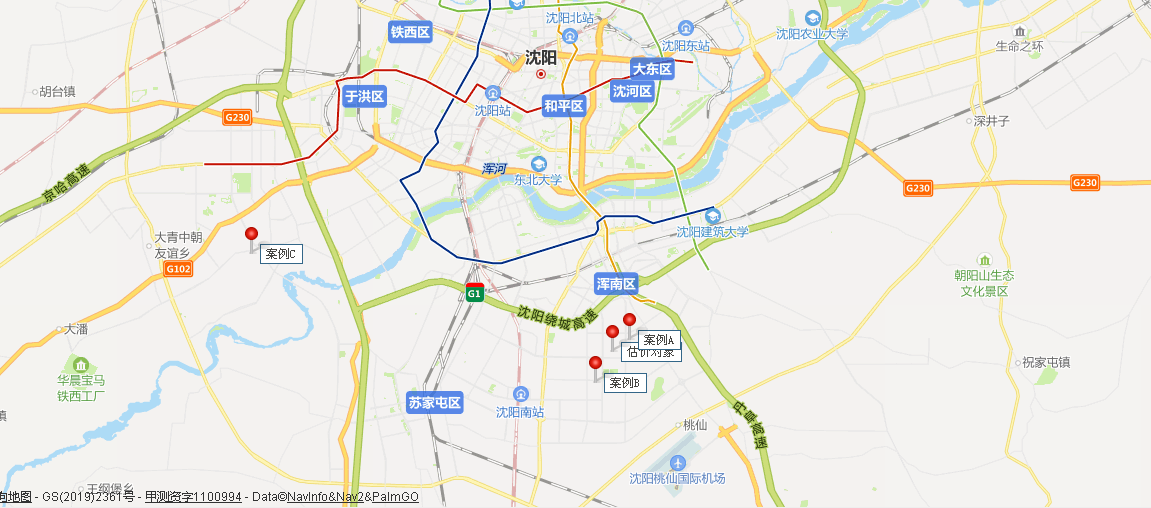 沈阳北站
沈阳农业大学
铁西区
沈阳东站
生命之环
沈阳
大东区
胡台镇
沈河区
于洪区
和平区
沈阳站
G230
深井子
京哈高速
浑河
东北大学
G230
G230
沈阳建筑大学
大青中朝
友谊乡
案例C
G102
朝阳山生态
文化景区
浑南区
G1
沈阳绕城高速
大潘
案例A
估价对象
祝家屯镇
华晨宝马
铁西工厂
案例B
苏家屯区
沈阳南站
中阜高速
桃仙
沈阳桃仙国际机场
王纲堡乡
地图 - GS(2019)2361号 - 甲测资字1100994 - Data©NavInfo&Nav2&PalmGO